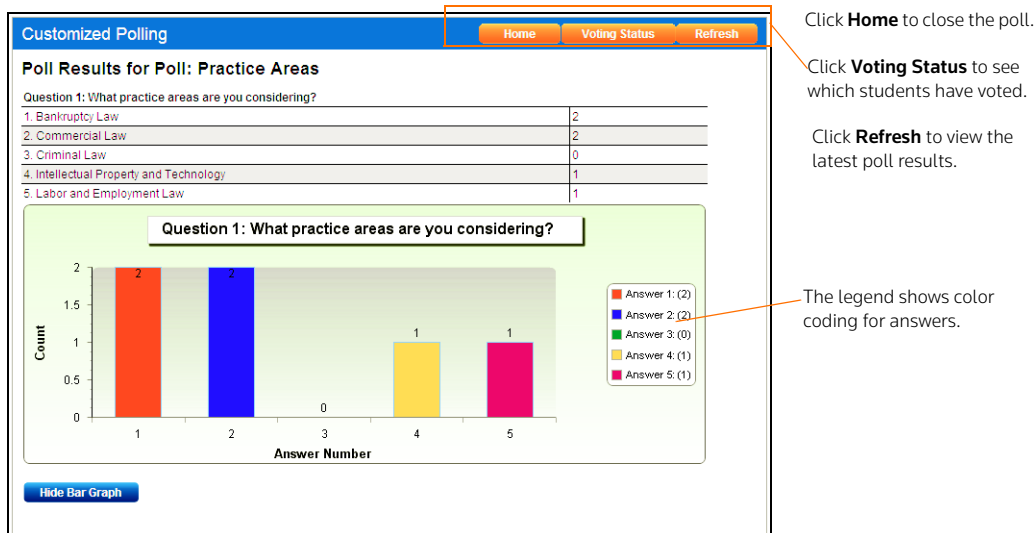 Customized Polling
Home
Voting Status
Refresh
Poll Results for Poll: Practice Areas
Question 1: What practice areas are you considering?
1. Bankruptcy Law 2
2. Commercial Law 2
3. Criminal Law 0
4. Intellectual Property and Technology 1
5. Labor and Employment Law 1
Question 1: What practice areas are you considering?
Count
2
1.5
1
0.5
0
2
2
0
1
1
1
2
3
4
5
Answer Number
Answer 1: (2)
Answer 2: (2)
Answer 3: (0)
Answer 4: (1)
Answer 5: (1)
Hide Bar Graph
Click Home to close the poll.
Click Voting Status to see
which students have voted.
Click Refresh to view the
latest poll results.
The legend shows color
coding for answers.